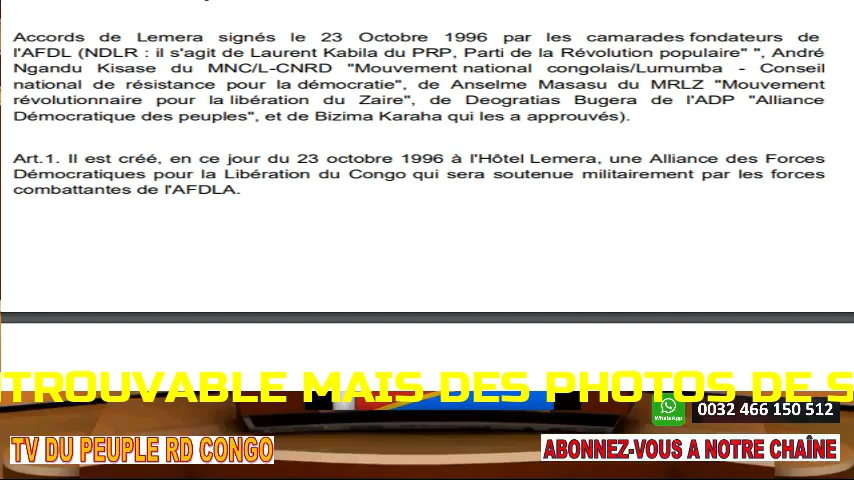 Accords de Lemera signés le 23 Octobre 1996 par les camarades fondateurs de
l'AFDL (NDLR : il s'agit de Laurent Kabila du PRP, Parti de la Révolution populaire" ", André
Ngandu Kisase du MNC/L-CNRD "Mouvement national congolais/Lumumba - Conseil
national de résistance pour la démocratie", de Anselme Masasu du MRLZ "Mouvement
révolutionnaire pour la libération du Zaire", de Deogratias Bugera de l'ADP "Alliance
Démocratique des peuples", et de Bizima Karaha qui les a approuvés).
Art.1. Il est créé, en ce jour du 23 octobre 1996 à l'Hôtel Lemera, une Alliance des Forces
Démocratiques pour la Libération du Congo qui sera soutenue militairement par les forces
combattantes de l'AFDLA.
NTROUVABLE MAIS DES PHOTOS DE S
WhatsApp 0032 466 150 512
TV DU PEUPLE RD CONGO
ABONNEZ-VOUS A NOTRE CHAÎNE